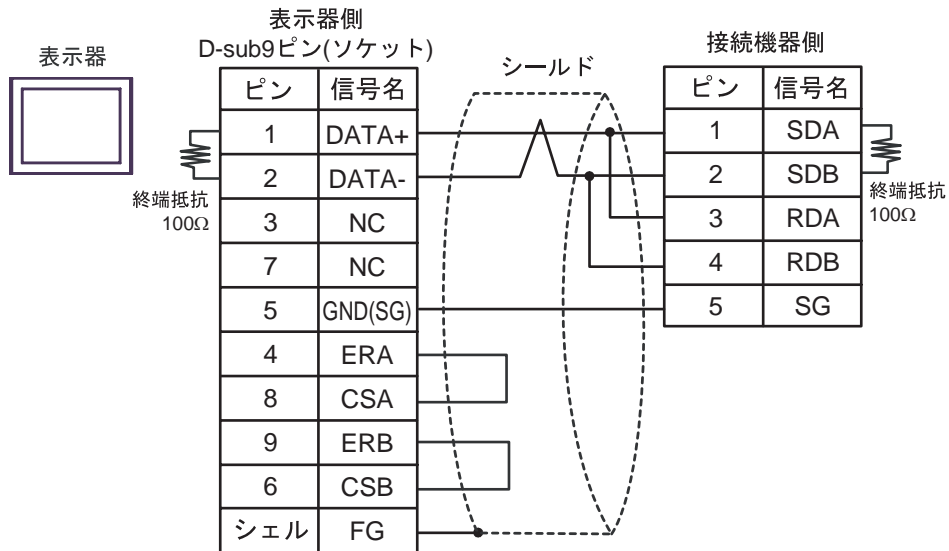 表示器
表示器側
D-sub9ピン(ソケット)
ピン 信号名
1 DATA+
2 DATA-
3 NC
7 NC
5 GND(SG)
4 ERA
8 CSA
9 ERB
6 CSB
シェル FG
終端抵抗
100Ω
シールド
接続機器側
ピン 信号名
1 SDA
2 SDB
3 RDA
4 RDB
5 SG
終端抵抗
100Ω